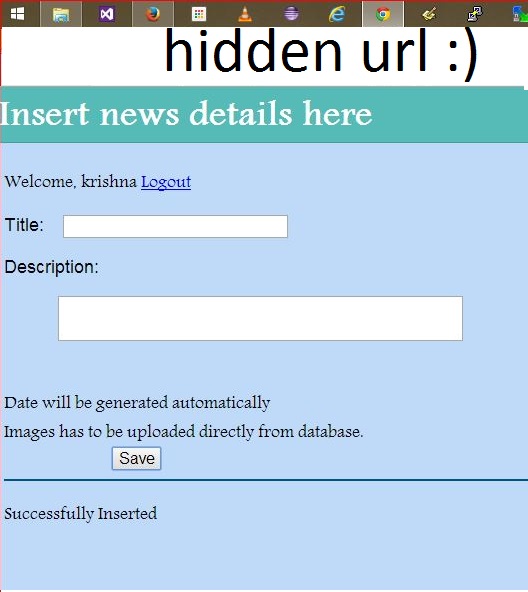 hidden url :)
Insert news details here
Welcome, krishna Logout
Title:
Description:
Date will be generated automatically
Images has to be uploaded directly from database.
Save
Successfully Inserted